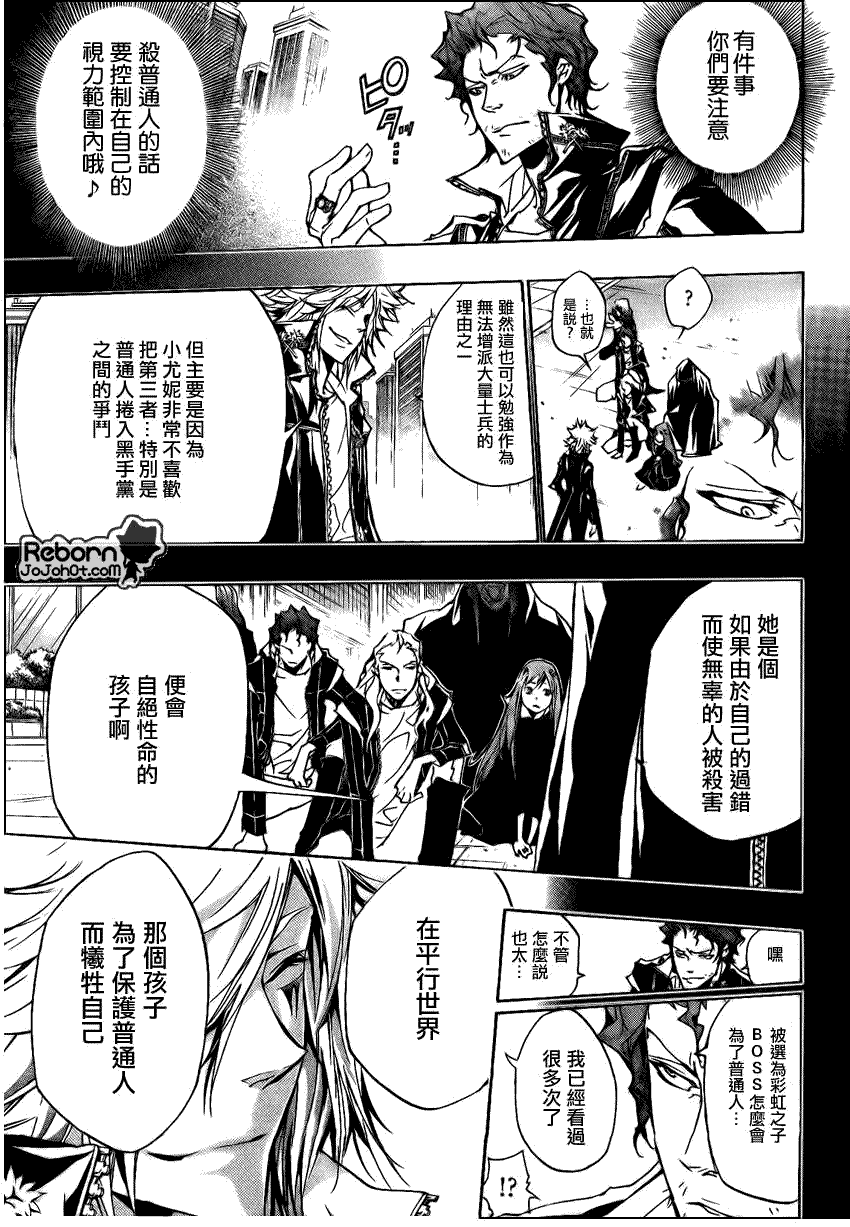 有件事
你們要注意
殺普通人的話
要控制在自己的
視力範圍內哦♪
ピタッ…
?
…也就
是說?
雖然這也可以勉強作為
無法增派大量士兵的
理由之一
但主要是因為
小尤妮非常不喜歡
把第三者…特別是
普通人捲入黑手黨
之間的爭鬥
Reborn
JoJoHOt.com
她是個
如果由於自己的過錯
而使無辜的人被殺害
便會
自絕性命的
孩子啊
嘿
不管
怎麼說
也太…
被選為彩虹之子
BOSS怎麼會
為了普通人…
我已經看過
很多次了
!?
在平行世界
那個孩子
為了保護普通人
而犧牲自己